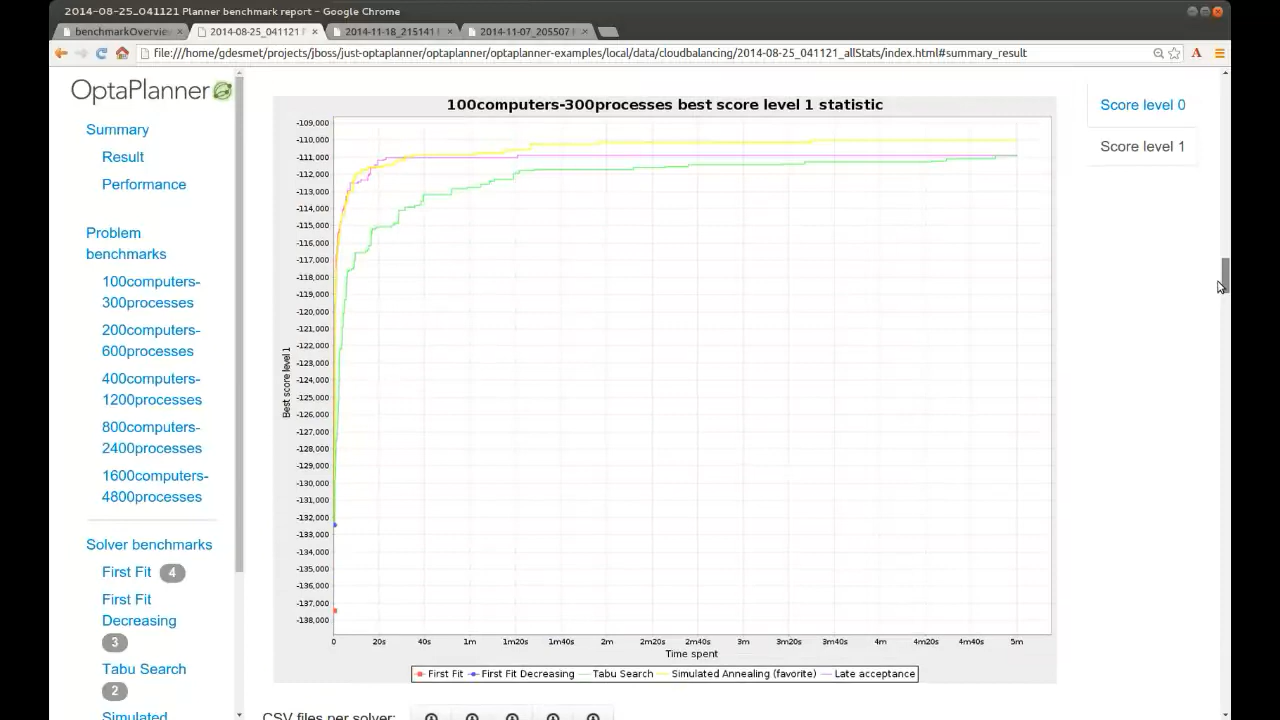 2014-08-25_041121 Planner benchmark report - Google Chrome
benchmarkOverview × 2014-08-25_041121 × 2014-11-18_215141 × 2014-11-07_205507 ×
file:///home/gdesmet/projects/jboss/just-optaplanner/optaplanner/optaplanner-examples/local/data/cloudbalancing/2014-08-25_041121_allStats/index.html#summary_result
OptaPlanner
Summary
Result
Performance
Problem
benchmarks
100computers-
300processes
200computers-
600processes
400computers-
1200processes
800computers-
2400processes
1600computers-
4800processes
Solver benchmarks
First Fit 4
First Fit
Decreasing
3
Tabu Search
2
Simulated
100computers-300processes best score level 1 statistic
Best score level 1
-109,000
-110,000
-111,000
-112,000
-113,000
-114,000
-115,000
-116,000
-117,000
-118,000
-119,000
-120,000
-121,000
-122,000
-123,000
-124,000
-125,000
-126,000
-127,000
-128,000
-129,000
-130,000
-131,000
-132,000
-133,000
-134,000
-135,000
-136,000
-137,000
-138,000
0 20s 40s 1m 1m20s 1m40s 2m 2m20s 2m40s 3m 3m20s 3m40s 4m 4m20s 4m40s 5m
Time spent
First Fit First Fit Decreasing Tabu Search Simulated Annealing (favorite) Late acceptance
CSV files per solver:
Score level 0
Score level 1